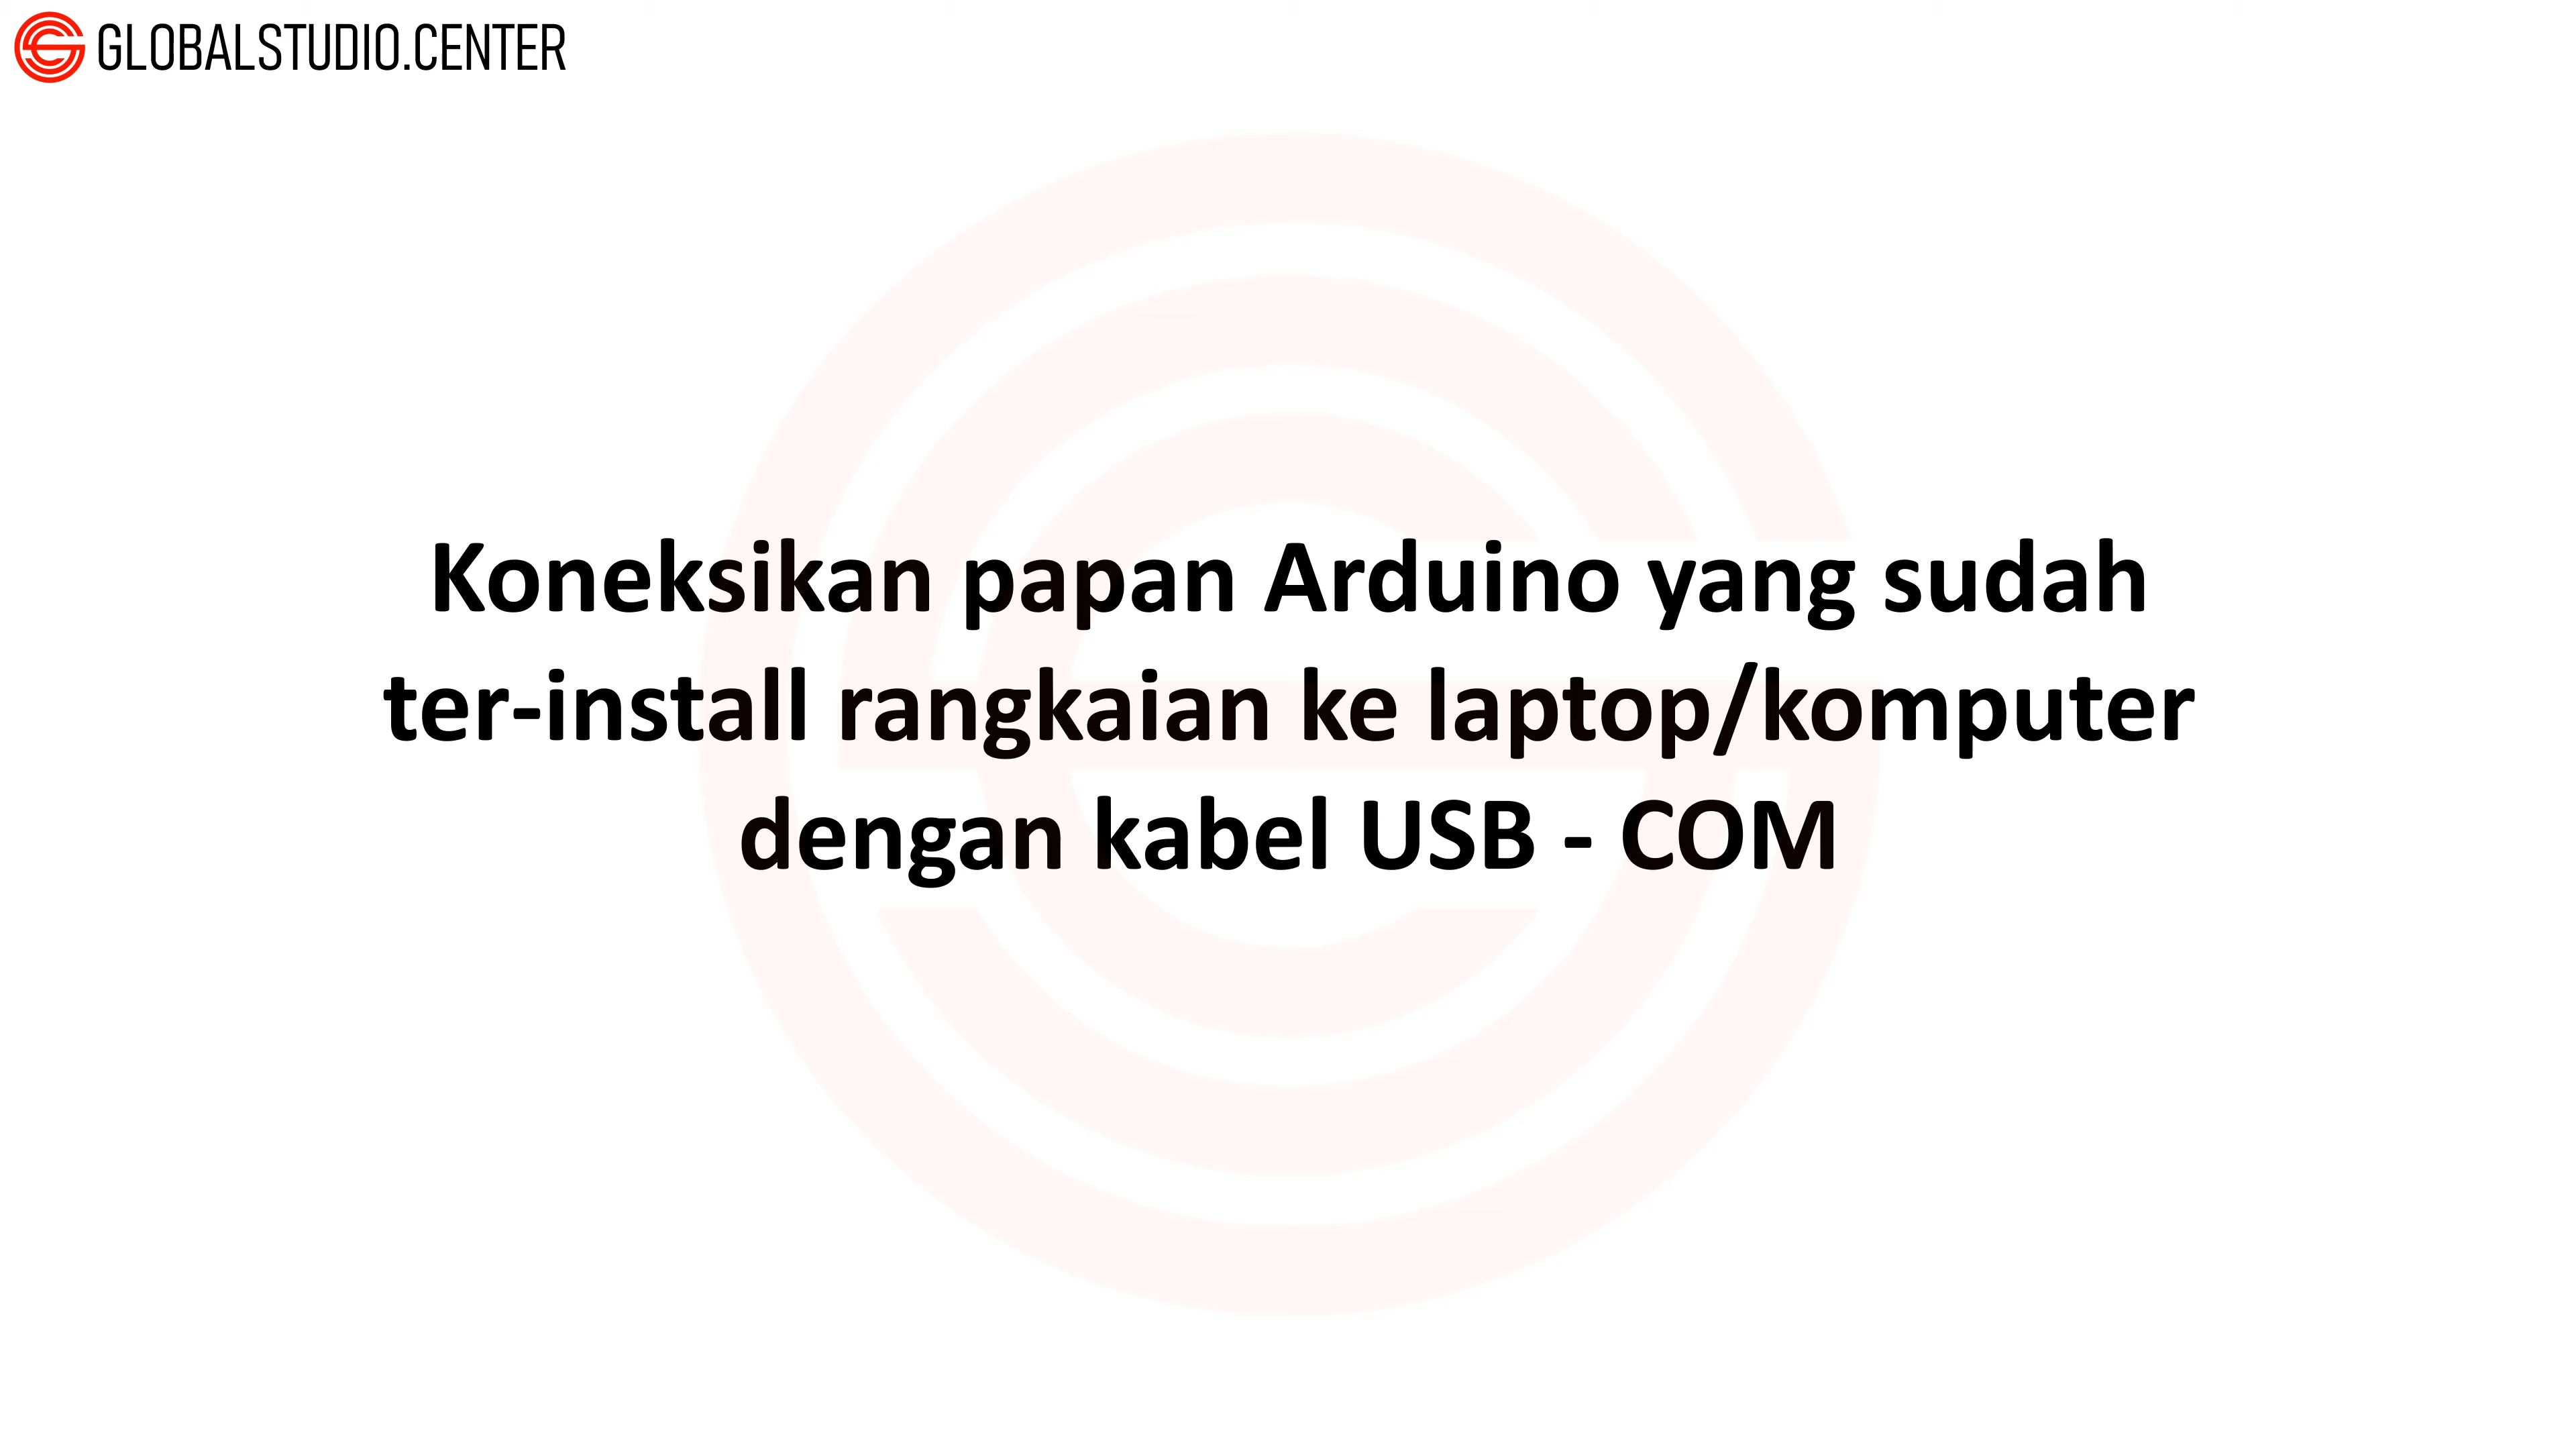 GLOBALSTUDIO.CENTER
Koneksikan papan Arduino yang sudah
ter-install rangkaian ke laptop/komputer
dengan kabel USB - COM